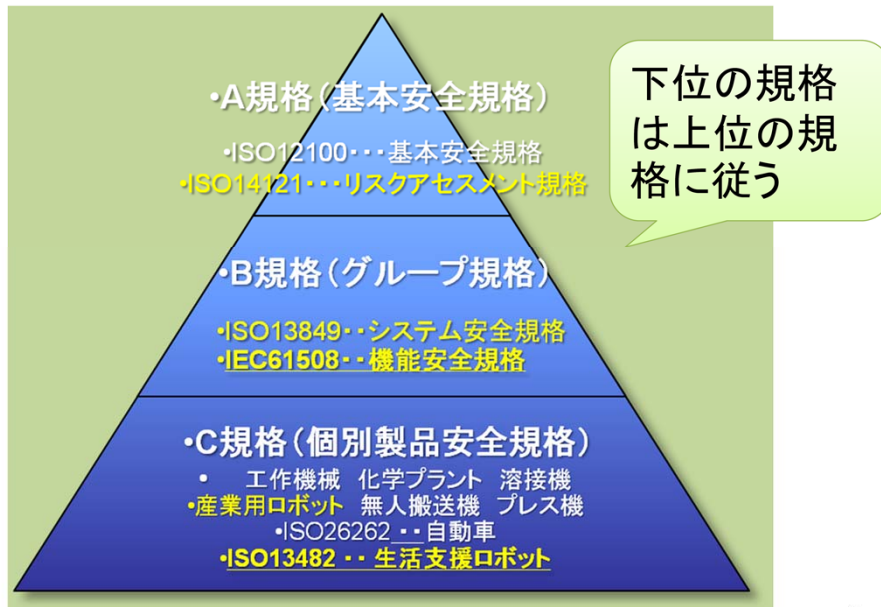 •A規格(基本安全規格)
•ISO12100･･･基本安全規格
•ISO14121･･･リスクアセスメント規格
下位の規格
は上位の規
格に従う
•B規格(グループ規格)
•ISO13849･･システム安全規格
•IEC61508･･機能安全規格
•C規格(個別製品安全規格)
• 工作機械 化学プラント 溶接機
•産業用ロボット 無人搬送機 プレス機
•ISO26262 ･･自動車
•ISO13482 ･･ 生活支援ロボット